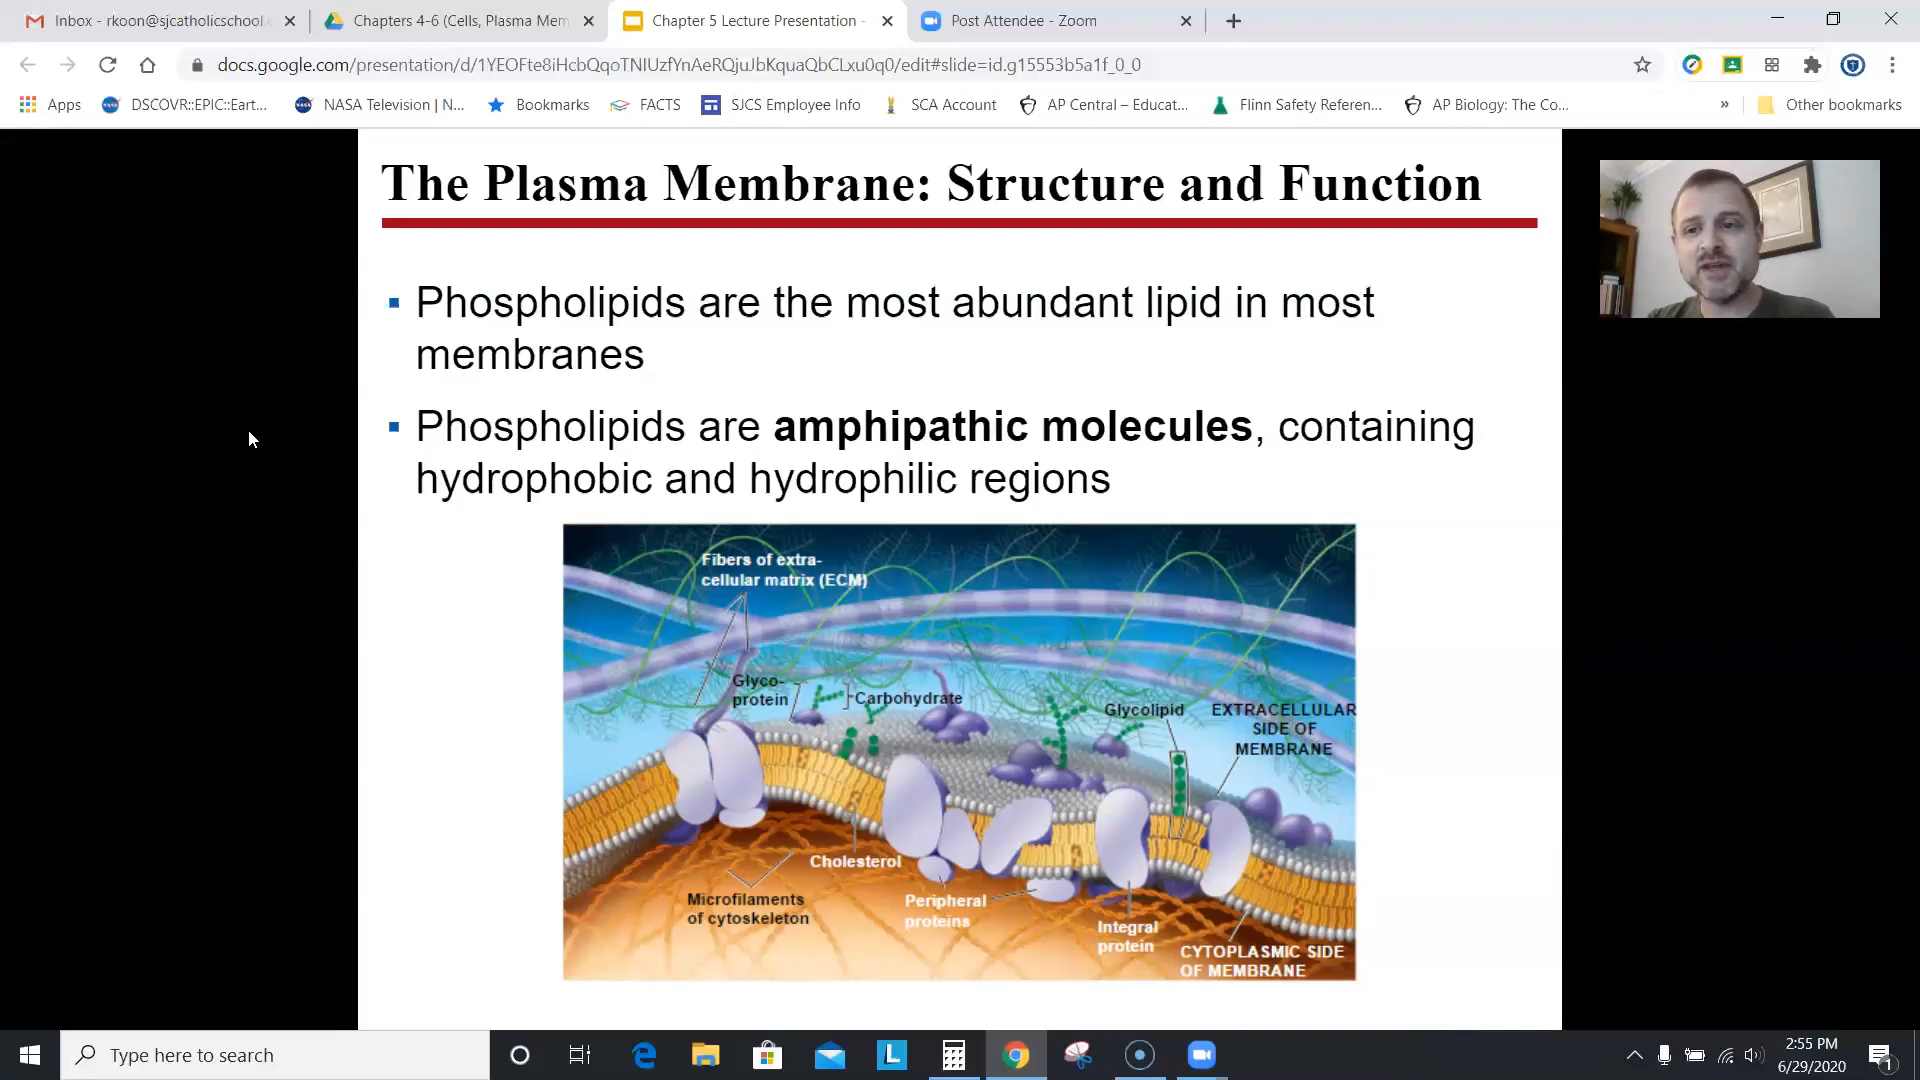 Inbox - rkoon@sjcatholicschool.
Chapters 4-6 (Cells, Plasma Mem
Chapter 5 Lecture Presentation -
Post Attendee - Zoom
docs.google.com/presentation/d/1YEOFte8iHcbQqoTNIUzfYnAeRQjuJbKquaQbCLxu0q0/edit#slide=id.g15553b5a1f_0_0
Apps
DSCOVR::EPIC::Eart...
NASA Television | N...
Bookmarks
FACTS
SJCS Employee Info
SCA Account
AP Central – Educat...
Flinn Safety Referen...
AP Biology: The Co...
»
Other bookmarks
The Plasma Membrane: Structure and Function
Phospholipids are the most abundant lipid in most
membranes
Phospholipids are amphipathic molecules, containing
hydrophobic and hydrophilic regions
Fibers of extra-
cellular matrix (ECM)
Glyco-
protein
Carbohydrate
Glycolipid
EXTRACELLULAR
SIDE OF
MEMBRANE
Cholesterol
Microfilaments
of cytoskeleton
Peripheral
proteins
Integral
protein
CYTOPLASMIC SIDE
OF MEMBRANE
Type here to search
L
2:55 PM
6/29/2020
1